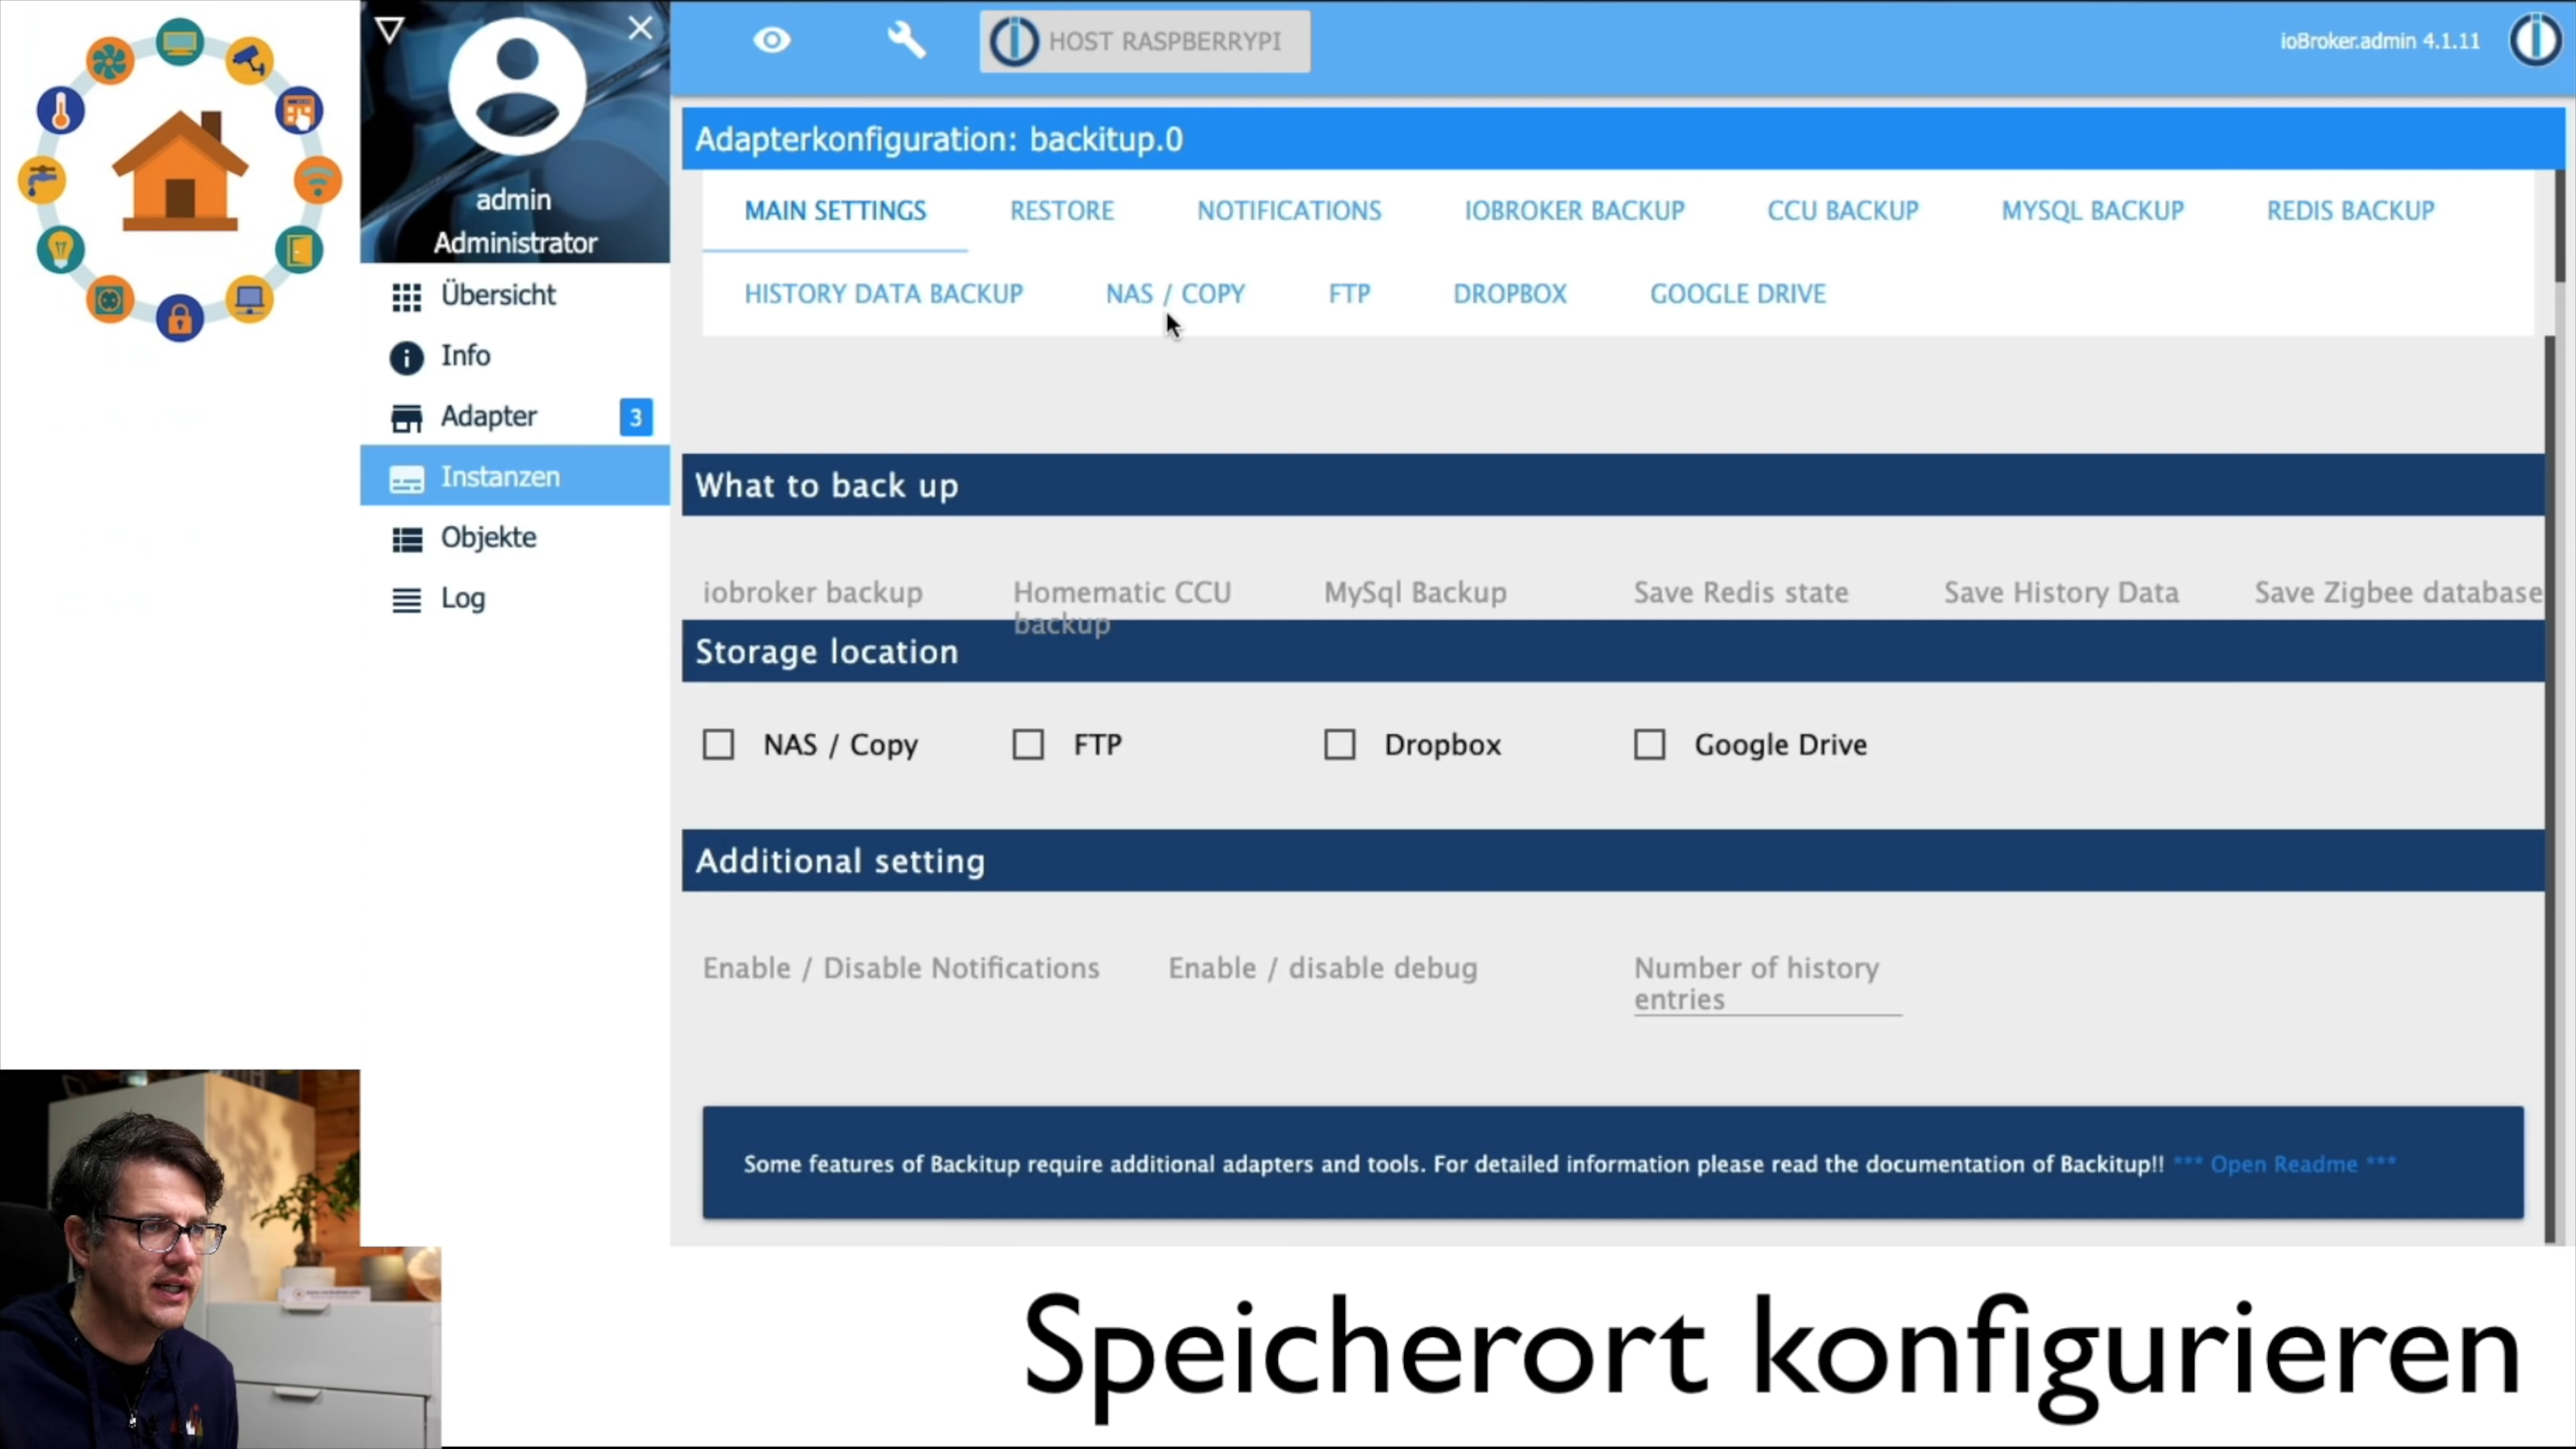 HOST RASPBERRYPI
ioBroker.admin 4.1.11
admin
Administrator
Übersicht
Info
Adapter 3
Instanzen
Objekte
Log
Adapterkonfiguration: backitup.0
MAIN SETTINGS RESTORE NOTIFICATIONS IOBROKER BACKUP CCU BACKUP MYSQL BACKUP REDIS BACKUP
HISTORY DATA BACKUP NAS / COPY FTP DROPBOX GOOGLE DRIVE
What to back up
iobroker backup Homematic CCU MySql Backup Save Redis state Save History Data Save Zigbee database
backup
Storage location
NAS / Copy FTP Dropbox Google Drive
Additional setting
Enable / Disable Notifications Enable / disable debug Number of history
entries
Some features of Backitup require additional adapters and tools. For detailed information please read the documentation of Backitup!! *** Open Readme ***
Speicherort konfigurieren